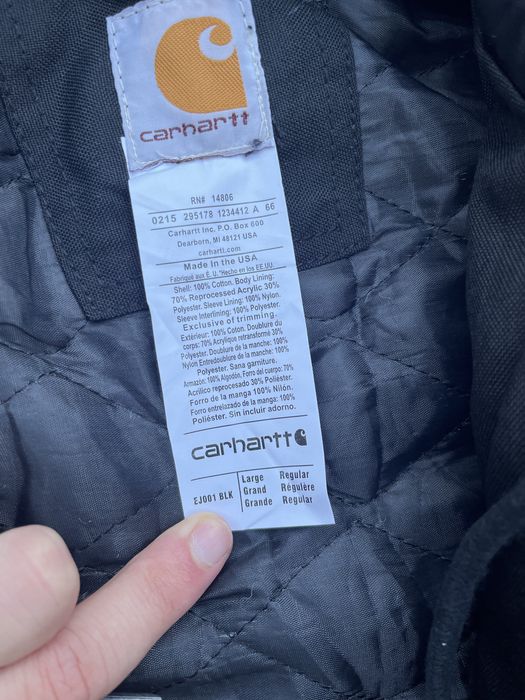 carhartt
RN# 14806
0215 295178 1234412 A 66
Carhartt Inc. P.O. Box 600
Dearborn, MI 48121 USA
carhartt.com
Made in the USA
Fabriqué aux É. U. "Hecho en los EE.UU.
Shell: 100% Cotton. Body Lining:
70% Reprocessed Acrylic 30%
Polyester. Sleeve Lining: 100% Nylon.
Sleeve Interlining: 100% Polyester.
Exclusive of trimming.
Extérieur: 100% Coton. Doublure du
corps: 70% Acrylique retransformé 30%
Polyester. Doublure de la manche: 100%
Nylon Entredoublure de la manche: 100%
Polyester. Sans garniture.
Armazón: 100% Algodón. Forro del cuerpo: 70%
Acrílico reprocesado 30% Poliéster.
Forro de la manga 100% Nilón.
Forro entrelazado de la manga: 100%
Poliéster. Sin incluir adorno.
carhartt
EJ001 BLK Large Regular
Grand Régulére
Grande Regular